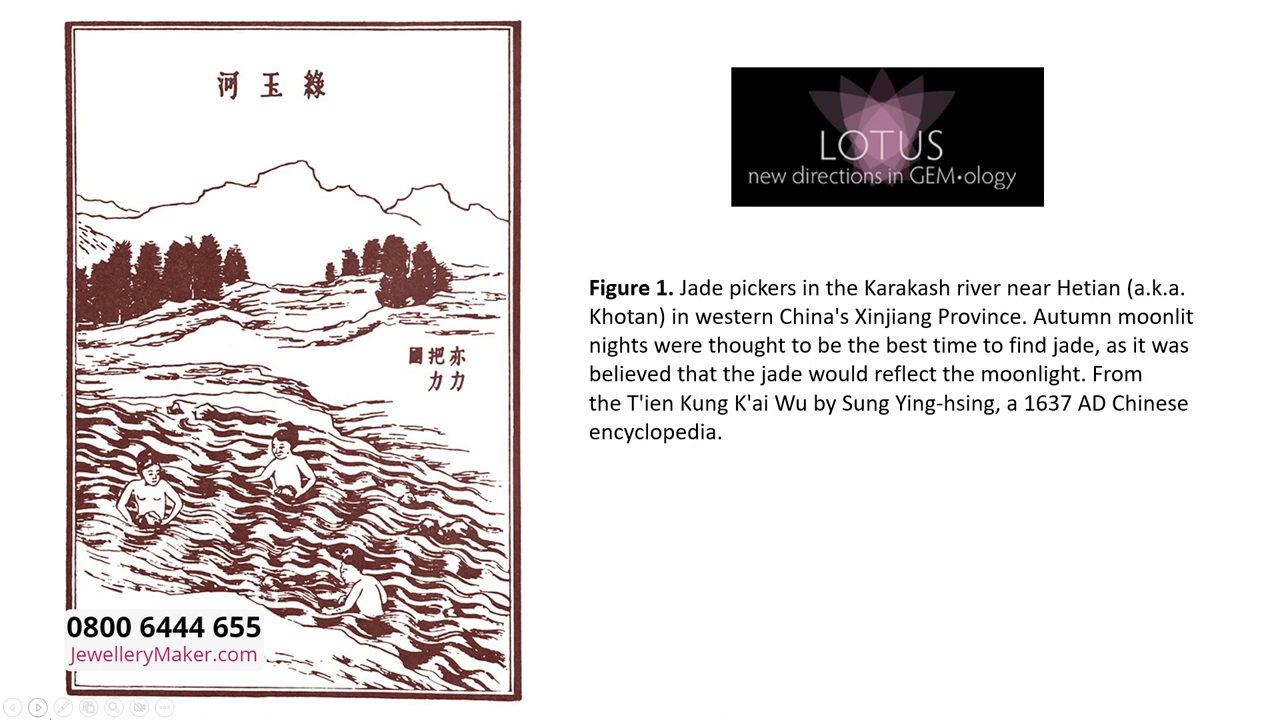 河玉綠
國把亦
力力
0800 6444 655
JewelleryMaker.com
LOTUS
new directions in GEM•ology
Figure 1. Jade pickers in the Karakash river near Hetian (a.k.a.
Khotan) in western China's Xinjiang Province. Autumn moonlit
nights were thought to be the best time to find jade, as it was
believed that the jade would reflect the moonlight. From
the T'ien Kung K'ai Wu by Sung Ying-hsing, a 1637 AD Chinese
encyclopedia.